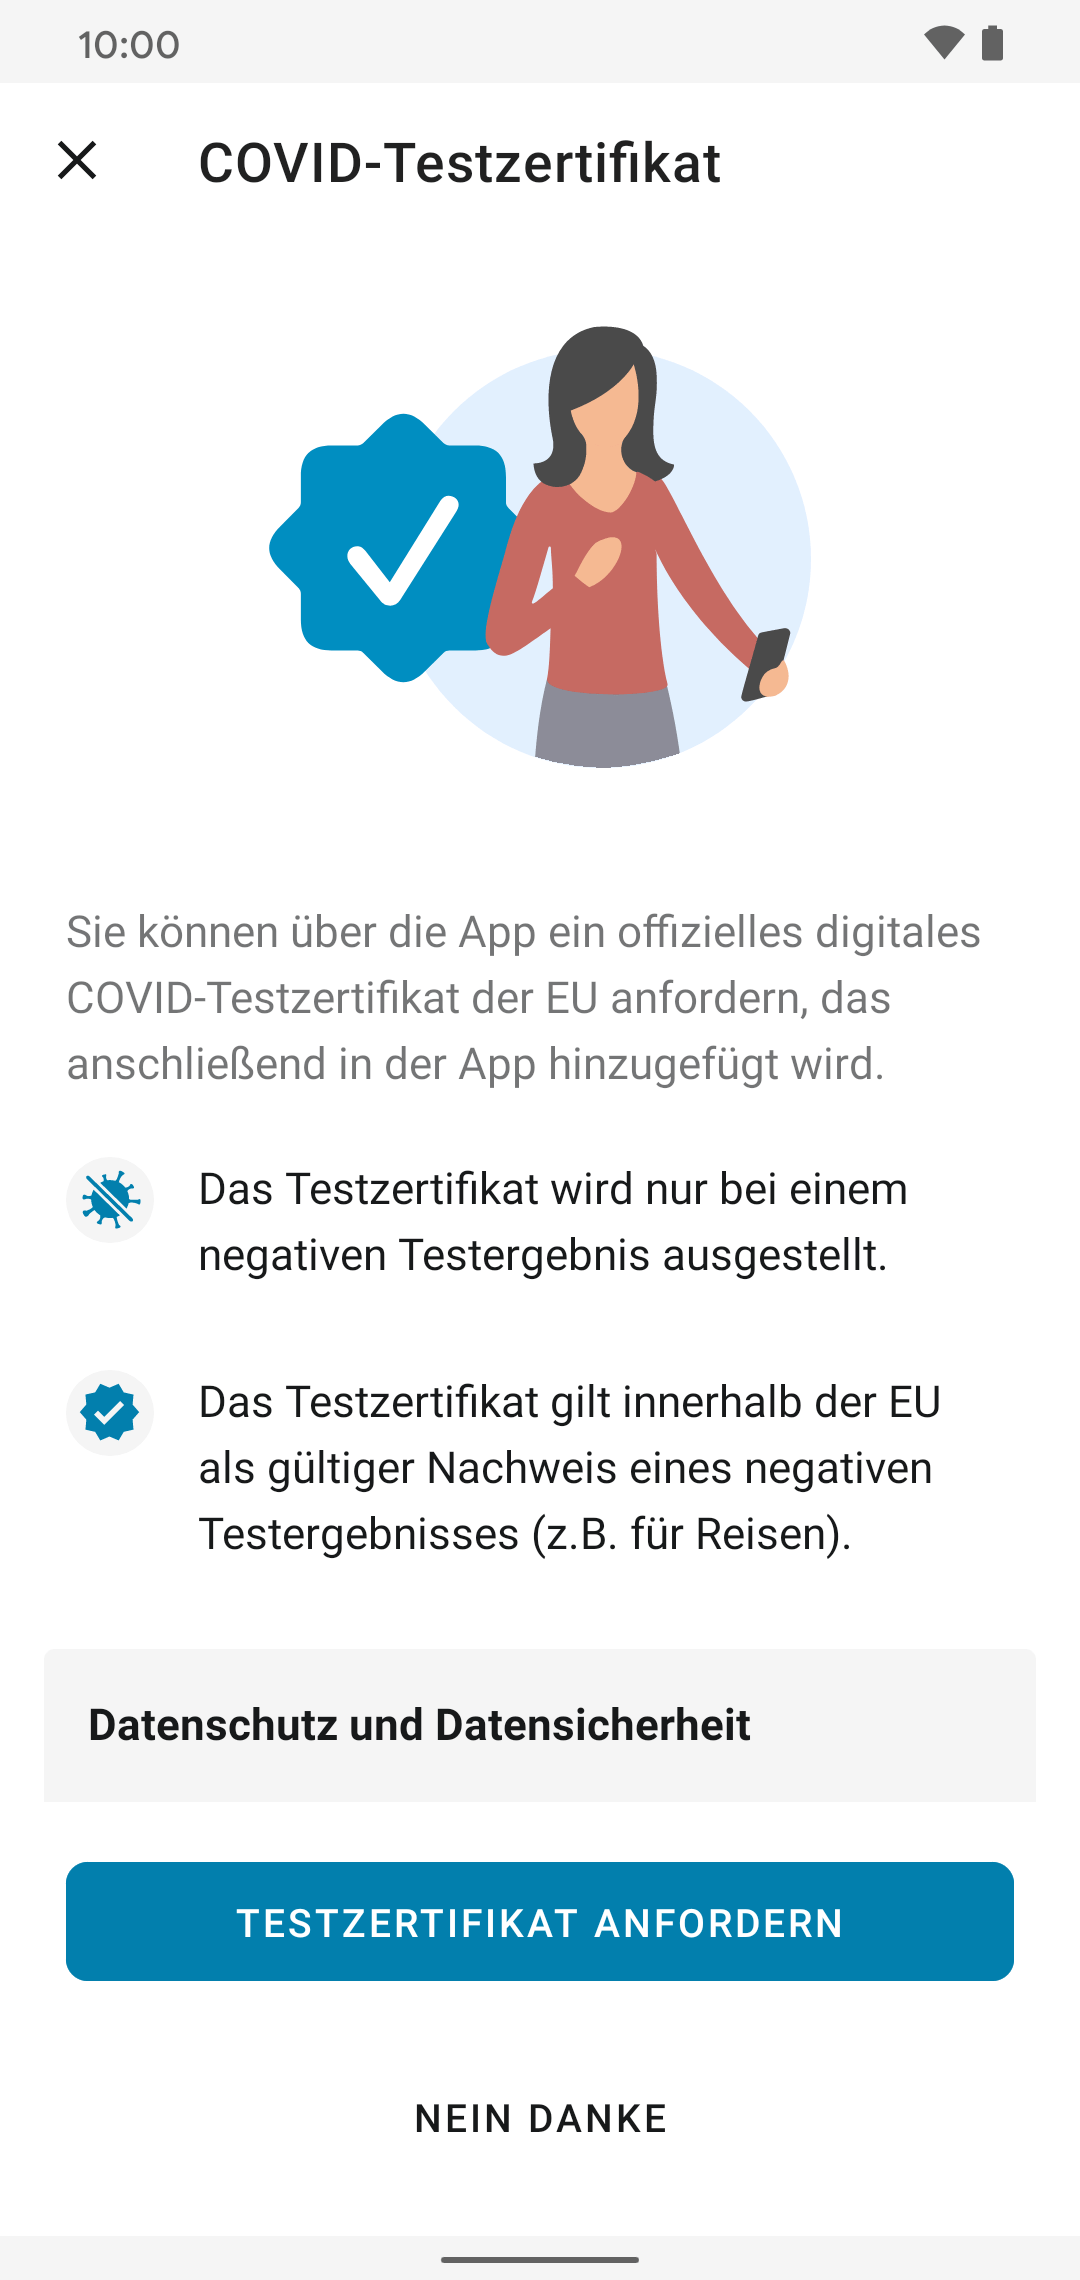 10:00
COVID-Testzertifikat
Sie können über die App ein offizielles digitales
COVID-Testzertifikat der EU anfordern, das
anschließend in der App hinzugefügt wird.
Das Testzertifikat wird nur bei einem
negativen Testergebnis ausgestellt.
Das Testzertifikat gilt innerhalb der EU
als gültiger Nachweis eines negativen
Testergebnisses (z.B. für Reisen).
Datenschutz und Datensicherheit
TESTZERTIFIKAT ANFORDERN
NEIN DANKE